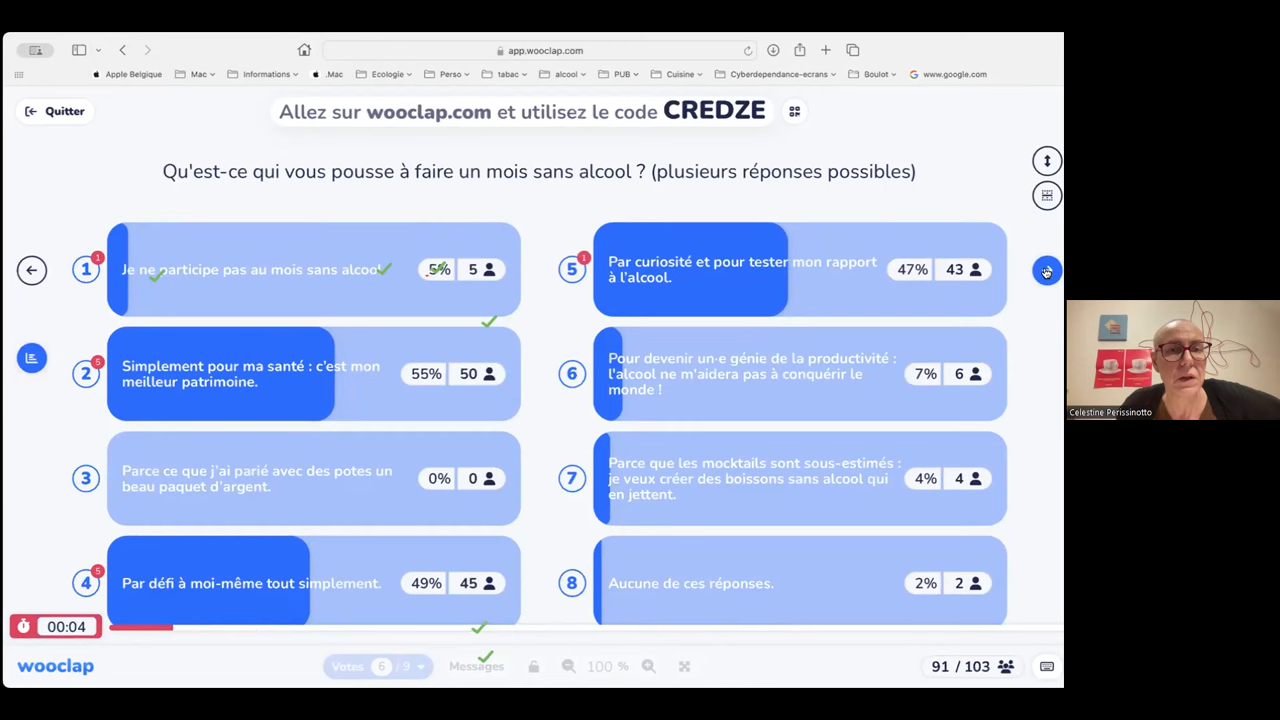 app.wooclap.com
Apple Belgique
Mac
Informations
.Mac
Ecologie
Perso
tabac
alcool
PUB
Cuisine
Cyberdependance-ecrans
Boulot
www.google.com
Quitter
Allez sur wooclap.com et utilisez le code CREDZE
Qu'est-ce qui vous pousse à faire un mois sans alcool ? (plusieurs réponses possibles)
1
1
Je ne participe pas au mois sans alcool.
5% 5
2
5
Simplement pour ma santé : c'est mon
meilleur patrimoine.
55% 50
3
Parce ce que j'ai parié avec des potes un
beau paquet d'argent.
0% 0
4
5
Par défi à moi-même tout simplement.
49% 45
5
1
Par curiosité et pour tester mon rapport
à l'alcool.
47% 43
6
Pour devenir un·e génie de la productivité :
l'alcool ne m'aidera pas à conquérir le
monde !
7% 6
7
Parce que les mocktails sont sous-estimés :
je veux créer des boissons sans alcool qui
en jettent.
4% 4
8
Aucune de ces réponses.
2% 2
00:04
wooclap
Votes 6 / 9
Messages
100 %
91 / 103
Celestine Perissinotto